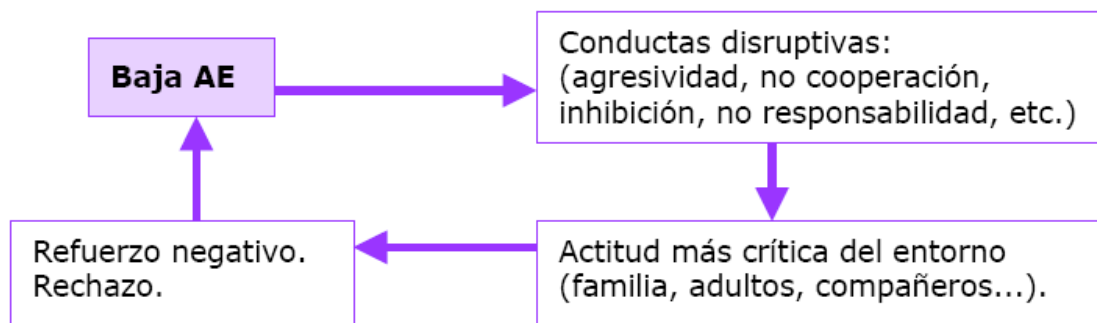 Baja AE
Conductas disruptivas:
(agresividad, no cooperación,
inhibición, no responsabilidad, etc.)
Refuerzo negativo.
Rechazo.
Actitud más crítica del entorno
(familia, adultos, compañeros...).